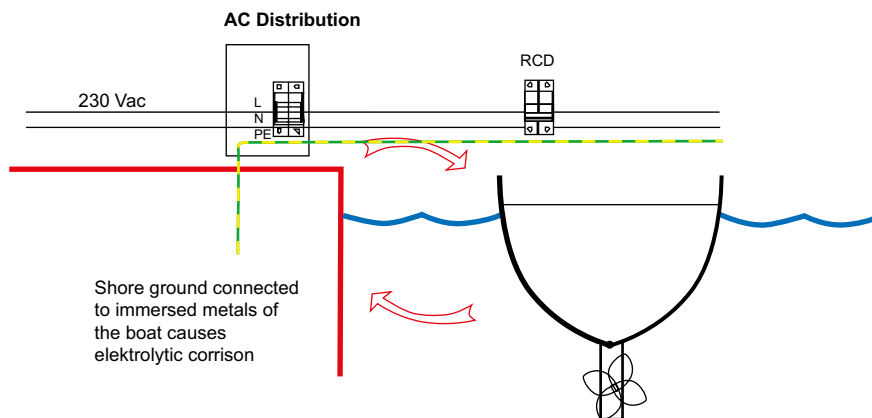 AC Distribution
RCD
230 Vac
L
N
PE
Shore ground connected
to immersed metals of
the boat causes
elektrolytic corrison